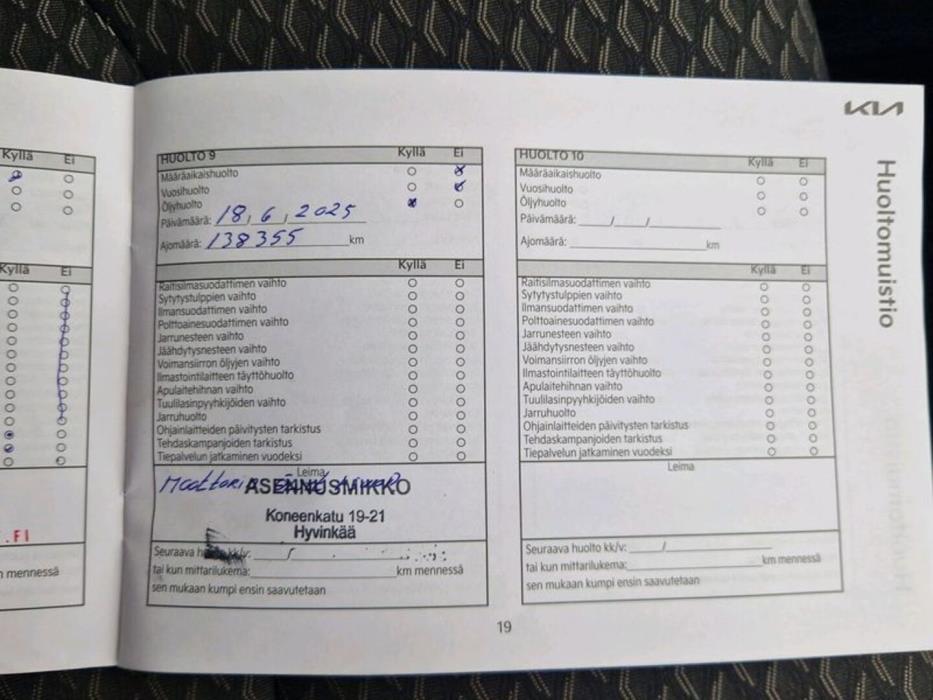 Kyllä Ei
Kyllä Ei
.FI
mennessä
HUOLTO 9 Kyllä Ei
Määräaikaishuolto
Vuosihuolto
Öljyhuolto
Päivämäärä: 18, 6, 2025
Ajomäärä: 138355 km
Kyllä Ei
Raitisilmasuodattimen vaihto
Sytytystulppien vaihto
Ilmansuodattimen vaihto
Polttoainesuodattimen vaihto
Jarrunesteen vaihto
Jäähdytysnesteen vaihto
Voimansiirron öljyjen vaihto
Ilmastointilaitteen täyttöhuolto
Apulaitehihnan vaihto
Tuulilasinpyyhkijöiden vaihto
Jarruhuolto
Ohjainlaitteiden päivitysten tarkistus
Tehdaskampanjoiden tarkistus
Tiepalvelun jatkaminen vuodeksi
Leima
ASENNUSMIKKO
Koneenkatu 19-21
Hyvinkää
Seuraava kk/v: /
tai kun mittarilukema: km mennessä
sen mukaan kumpi ensin saavutetaan
HUOLTO 10 Kyllä Ei
Määräaikaishuolto
Vuosihuolto
Öljyhuolto
Päivämäärä: / /
Ajomäärä: km
Kyllä Ei
Raitisilmasuodattimen vaihto
Sytytystulppien vaihto
Ilmansuodattimen vaihto
Polttoainesuodattimen vaihto
Jarrunesteen vaihto
Jäähdytysnesteen vaihto
Voimansiirron öljyjen vaihto
Ilmastointilaitteen täyttöhuolto
Apulaitehihnan vaihto
Tuulilasinpyyhkijöiden vaihto
Jarruhuolto
Ohjainlaitteiden päivitysten tarkistus
Tehdaskampanjoiden tarkistus
Tiepalvelun jatkaminen vuodeksi
Leima
Seuraava huolto kk/v: /
tai kun mittarilukema: km mennessä
sen mukaan kumpi ensin saavutetaan
KIA
Huoltomuistio
19